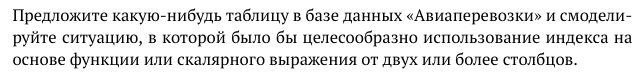 Предложите какую-нибудь таблицу в базе данных «Авиаперевозки» и смодели-
руйте ситуацию, в которой было бы целесообразно использование индекса на
основе функции или скалярного выражения от двух или более столбцов.